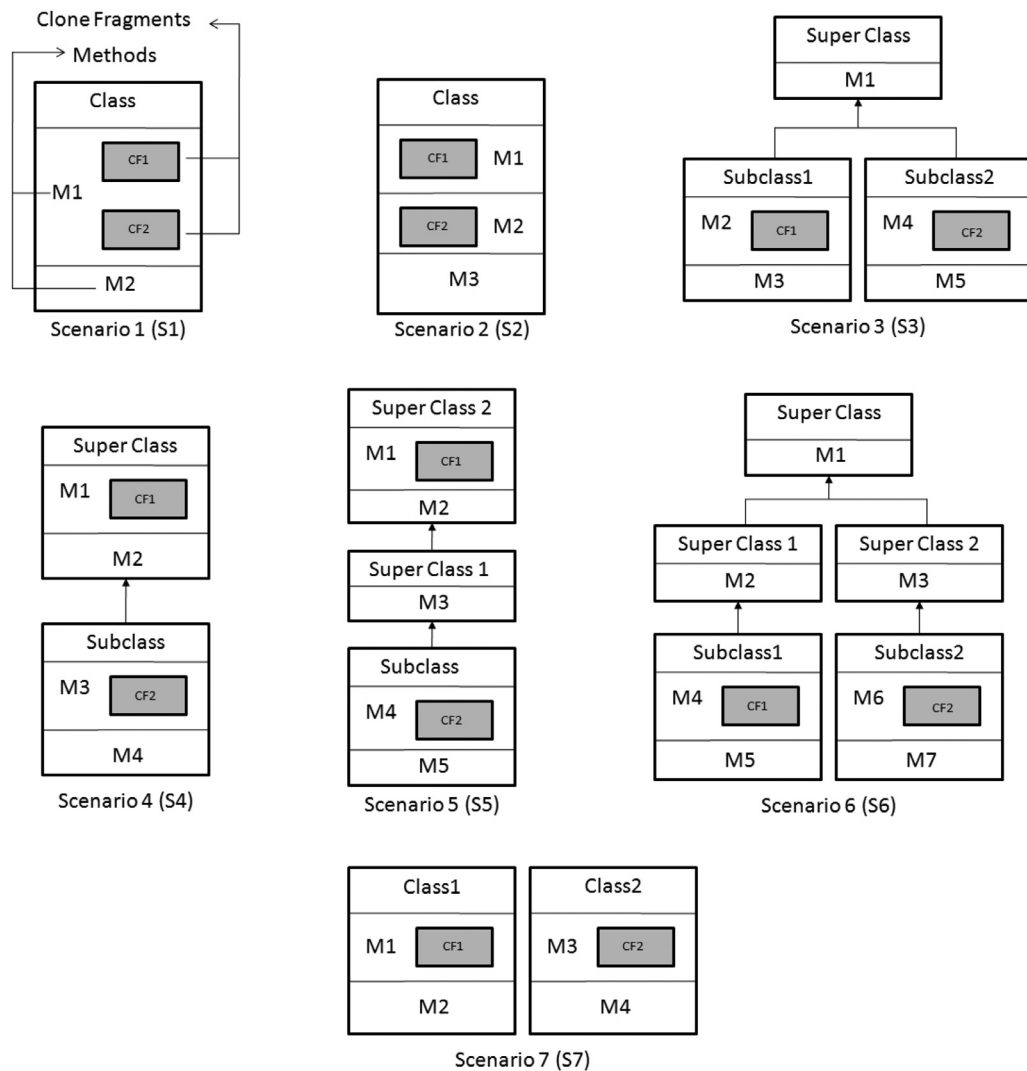 Clone Fragments
Methods
Class
CF1
M1
CF2
M2
Scenario 1 (S1)
Class
CF1 M1
CF2 M2
M3
Scenario 2 (S2)
Super Class
M1
Subclass1
M2 CF1
M3
Subclass2
M4 CF2
M5
Scenario 3 (S3)
Super Class
M1 CF1
M2
Subclass
M3 CF2
M4
Scenario 4 (S4)
Super Class 2
M1 CF1
M2
Super Class 1
M3
Subclass
M4 CF2
M5
Scenario 5 (S5)
Super Class
M1
Super Class 1
M2
Super Class 2
M3
Subclass1
M4 CF1
M5
Subclass2
M6 CF2
M7
Scenario 6 (S6)
Class1
M1 CF1
M2
Class2
M3 CF2
M4
Scenario 7 (S7)